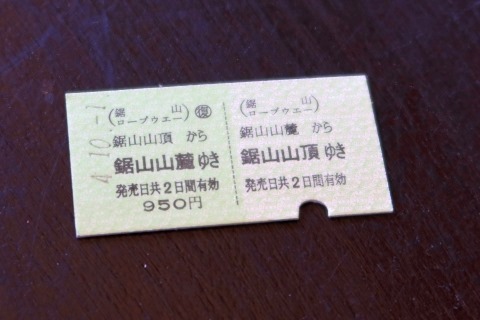 4.10.-1
(鋸山ロープウエー) ㊣復
鋸山山頂 から
鋸山山麓 ゆき
発売日共2日間有効
950円
(鋸山ロープウエー)
鋸山山麓 から
鋸山山頂 ゆき
発売日共2日間有効